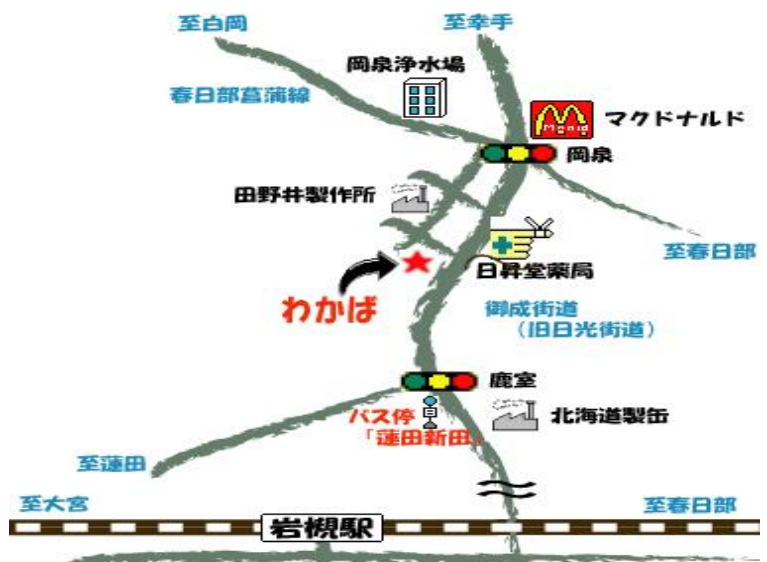 至白岡
至幸手
岡泉浄水場
春日部菖蒲線
マクドナルド
岡泉
田野井製作所
至春日部
日昇堂薬局
わかば
御成街道
(旧日光街道)
鹿室
バス停
「蓮田新田」
北海道製缶
至蓮田
至大宮
至春日部
岩槻駅